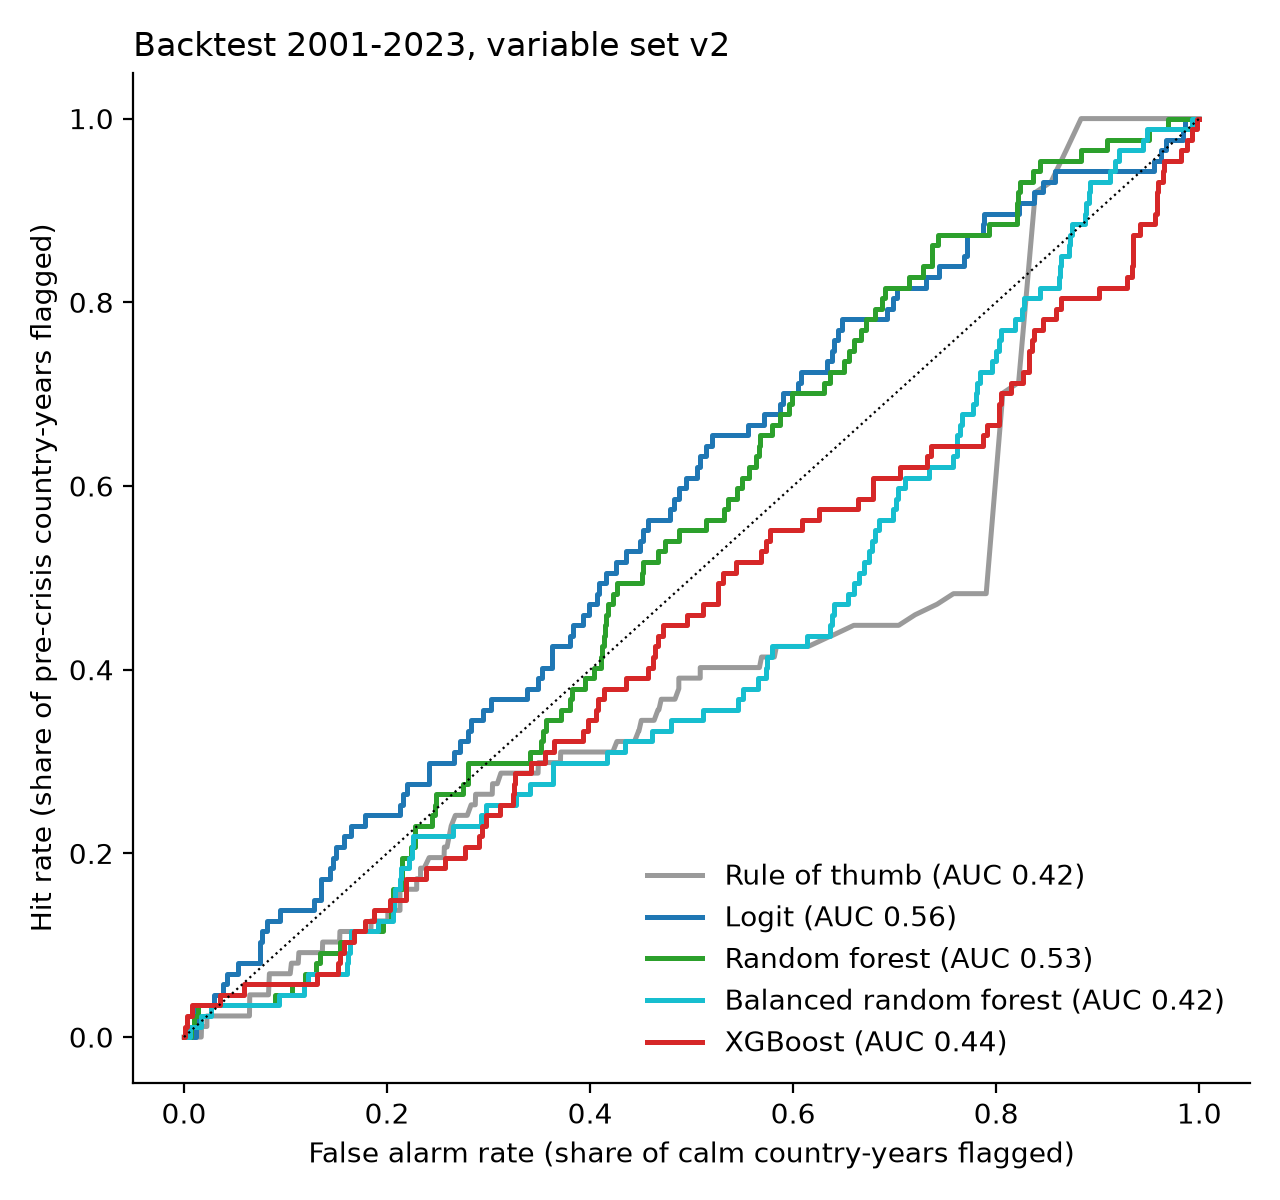 Backtest 2001-2023, variable set v2
Hit rate (share of pre-crisis country-years flagged)
1.0
0.8
0.6
0.4
0.2
0.0
Rule of thumb (AUC 0.42)
Logit (AUC 0.56)
Random forest (AUC 0.53)
Balanced random forest (AUC 0.42)
XGBoost (AUC 0.44)
0.0 0.2 0.4 0.6 0.8 1.0
False alarm rate (share of calm country-years flagged)